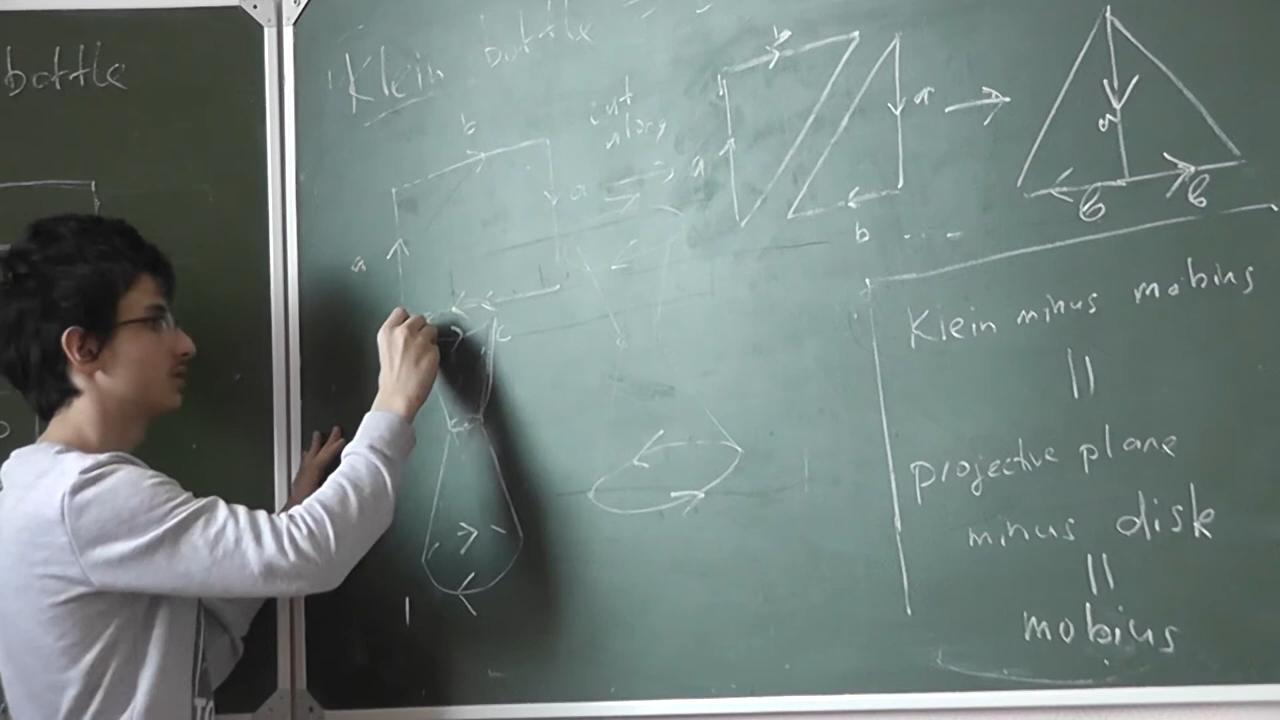 bottle
Klein bottle
b
a
a
cut
along
b
a
a
b ....
a
b b
Klein minus mobius
||
projective plane
minus disk
||
mobius